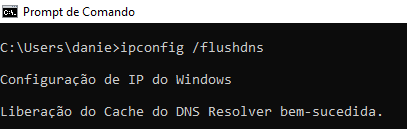 Prompt de Comando
C:\Users\danie>ipconfig /flushdns
Configuração de IP do Windows
Liberação do Cache do DNS Resolver bem-sucedida.